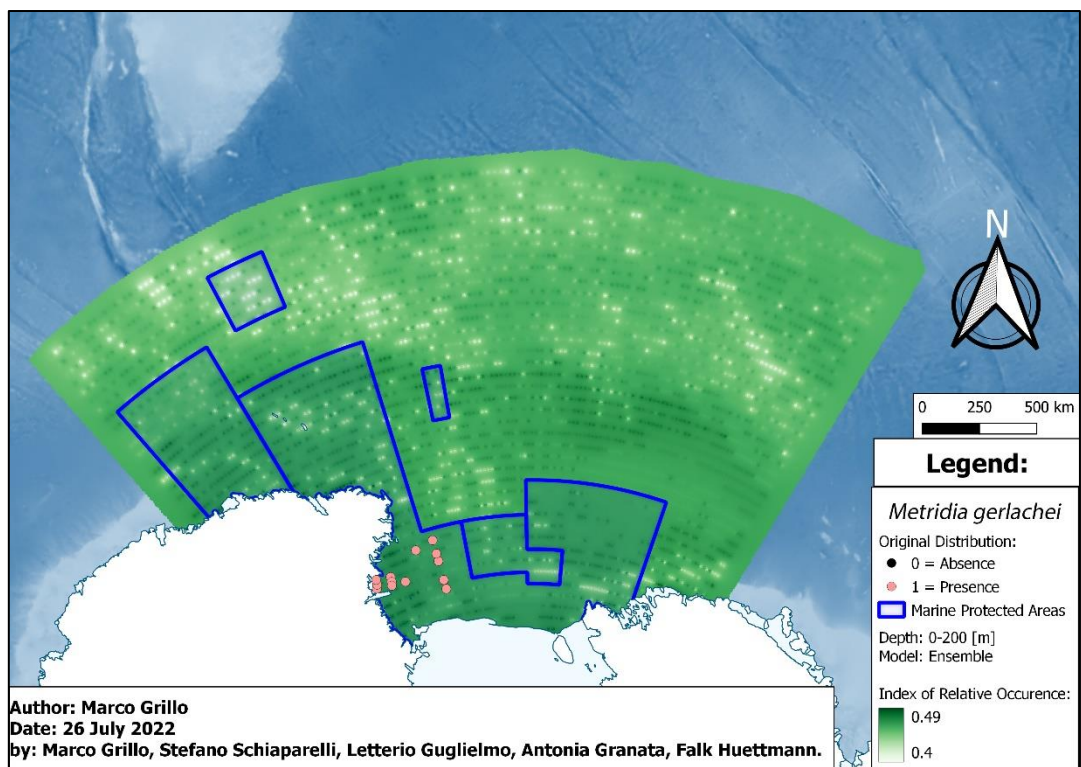 N
0 250 500 km
Legend:
Metridia gerlachei
Original Distribution:
0 = Absence
1 = Presence
Marine Protected Areas
Depth: 0-200 [m]
Model: Ensemble
Index of Relative Occurence:
0.49
0.4
Author: Marco Grillo
Date: 26 July 2022
by: Marco Grillo, Stefano Schiaparelli, Letterio Guglielmo, Antonia Granata, Falk Huettmann.